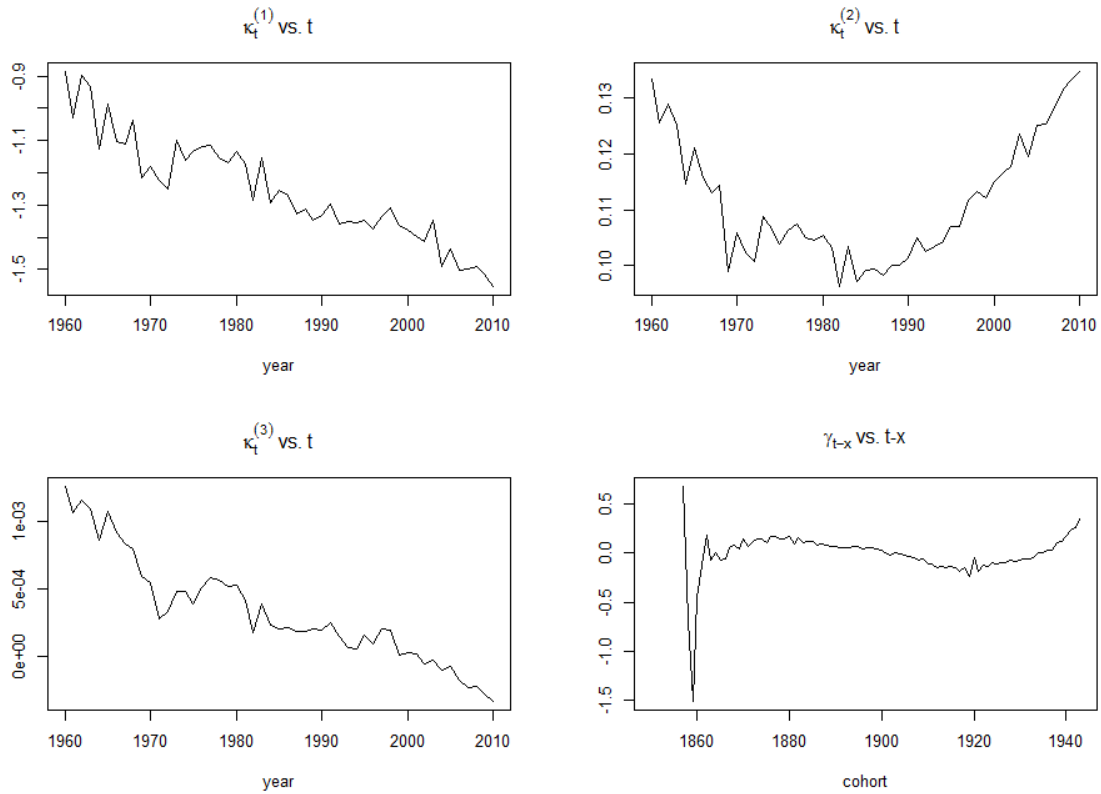 κt(1) vs. t
-0.9
-1.1
-1.3
-1.5
1960 1970 1980 1990 2000 2010
year
κt(2) vs. t
0.13
0.12
0.11
0.10
1960 1970 1980 1990 2000 2010
year
κt(3) vs. t
1e-03
5e-04
0e+00
1960 1970 1980 1990 2000 2010
year
γt−x vs. t-x
0.5
0.0
-0.5
-1.0
-1.5
1860 1880 1900 1920 1940
cohort